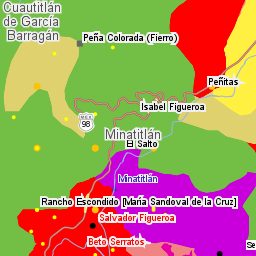 Cuautitlán
de García
Barragán
Peña Colorada (Fierro)
Peñitas
Ìsabel Figueroa
98
Minatitlán
El Salto
Minatitlán
Rancho Escondido [María Sandoval de la Cruz]
Salvador Figueroa
Beto Serratos